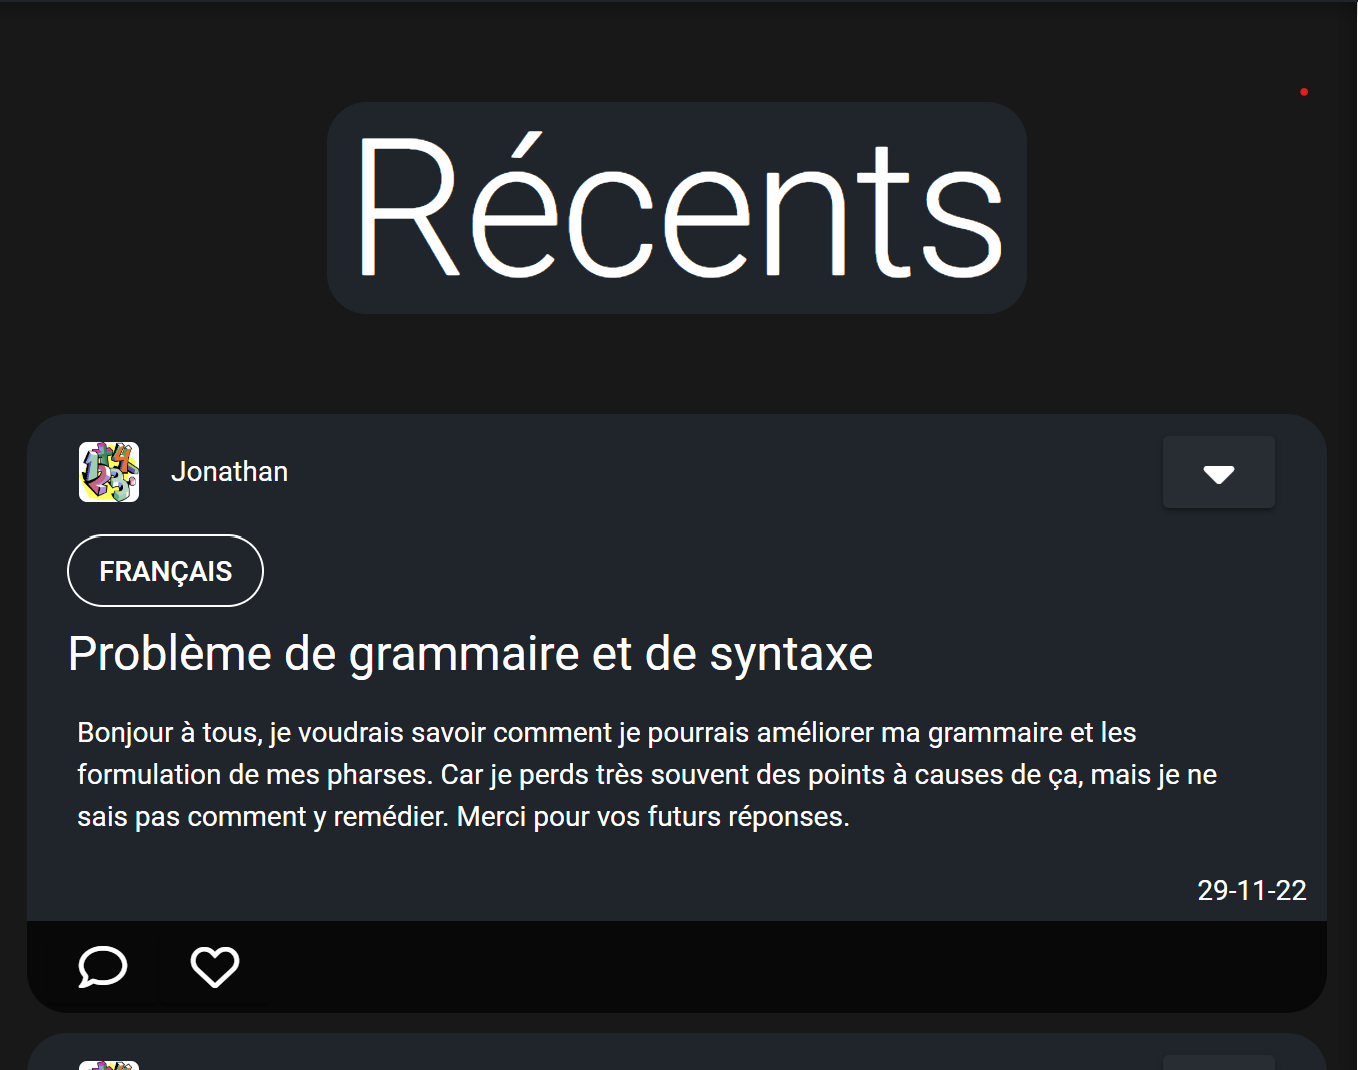 Récents
Jonathan
FRANÇAIS
Problème de grammaire et de syntaxe
Bonjour à tous, je voudrais savoir comment je pourrais améliorer ma grammaire et les
formulation de mes pharses. Car je perds très souvent des points à causes de ça, mais je ne
sais pas comment y remédier. Merci pour vos futurs réponses.
29-11-22